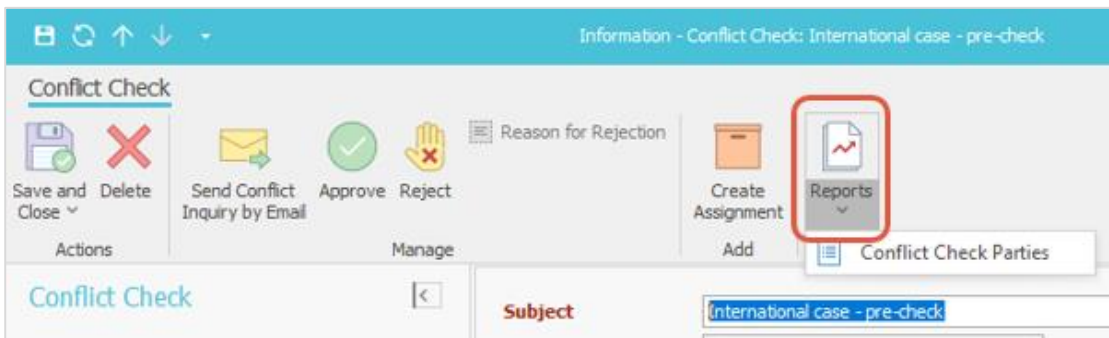 Information - Conflict Check: International case - pre-check
Conflict Check
Save and Close
Delete
Send Conflict Inquiry by Email
Approve
Reject
Reason for Rejection
Create Assignment
Reports
Actions
Manage
Add
Conflict Check Parties
Conflict Check
Subject
International case - pre-check